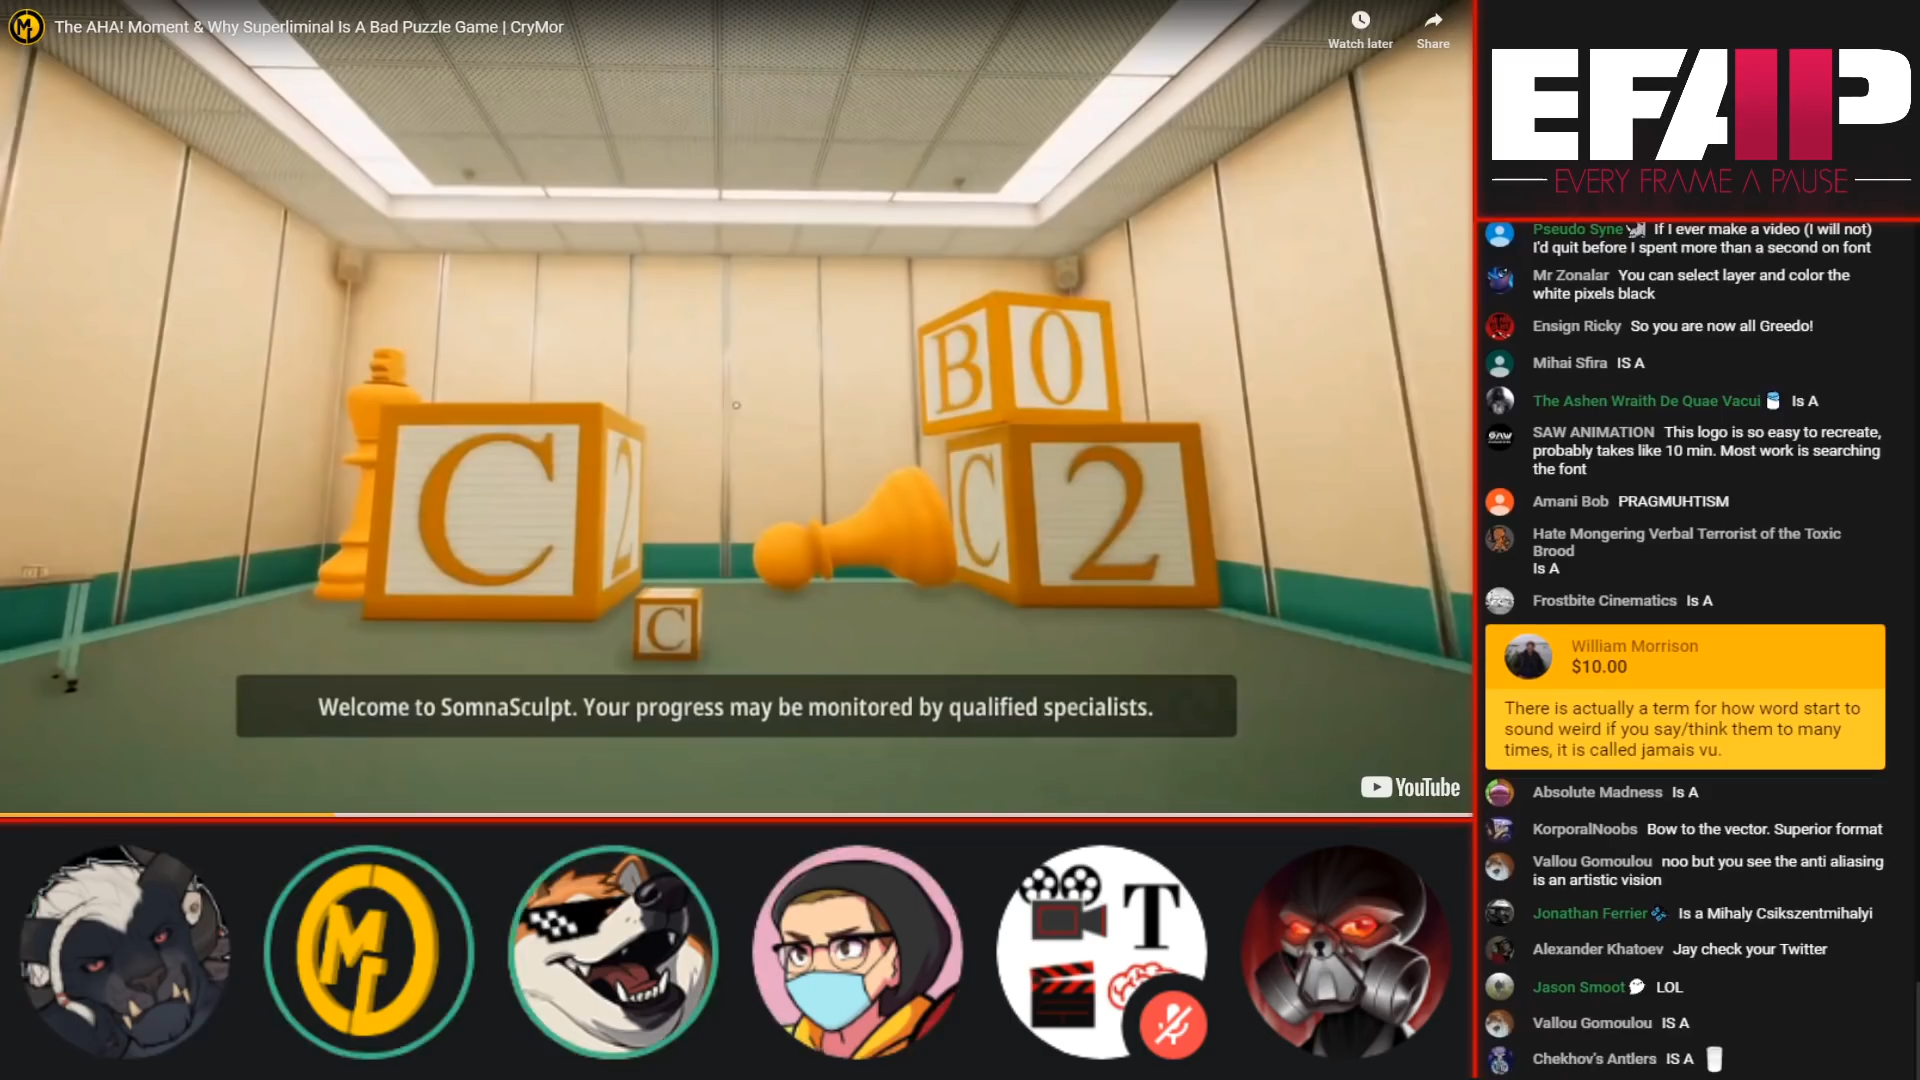 The AHA! Moment & Why Superliminal Is A Bad Puzzle Game | CryMor
Watch later
Share
B 0
C 2
C 2
C
Welcome to SomnaSculpt. Your progress may be monitored by qualified specialists.
YouTube
EFAP
EVERY FRAME A PAUSE
Pseudo Syne If I ever make a video (I will not)
I'd quit before I spent more than a second on font
Mr Zonalar You can select layer and color the
white pixels black
Ensign Ricky So you are now all Greedo!
Mihai Sfira IS A
The Ashen Wraith De Quae Vacui Is A
SAW ANIMATION This logo is so easy to recreate,
probably takes like 10 min. Most work is searching
the font
Amani Bob PRAGMUHTISM
Hate Mongering Verbal Terrorist of the Toxic
Brood
Is A
Frostbite Cinematics Is A
William Morrison
$10.00
There is actually a term for how word start to
sound weird if you say/think them to many
times, it is called jamais vu.
Absolute Madness Is A
KorporalNoobs Bow to the vector. Superior format
Vallou Gomoulou noo but you see the anti aliasing
is an artistic vision
Jonathan Ferrier Is a Mihaly Csikszentmihalyi
Alexander Khatoev Jay check your Twitter
Jason Smoot LOL
Vallou Gomoulou IS A
Chekhov's Antlers IS A
T